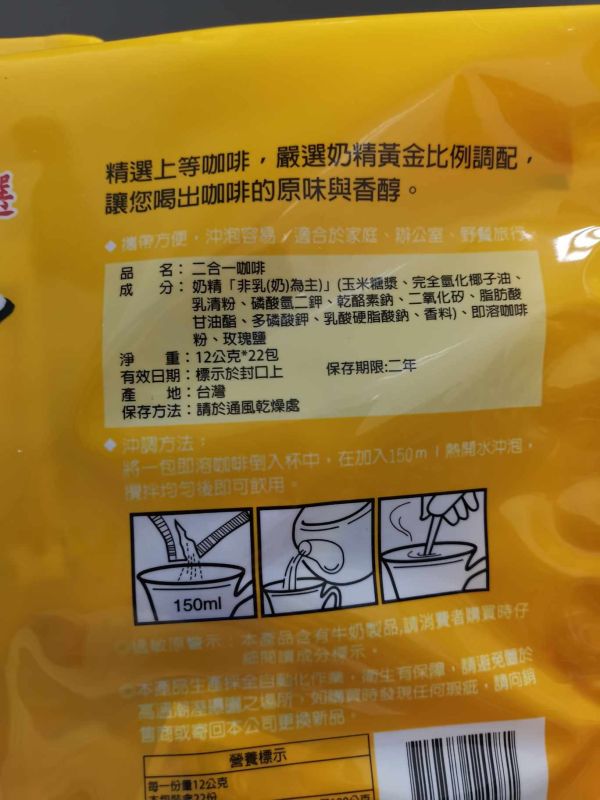 選
精選上等咖啡，嚴選奶精黃金比例調配，
讓您喝出咖啡的原味與香醇。
◆攜帶方便，沖泡容易，適合於家庭、辦公室、野餐旅行
品 名：二合一咖啡
成 分：奶精「非乳(奶)為主)」(玉米糖漿、完全氫化椰子油、
乳清粉、磷酸氫二鉀、乾酪素鈉、二氧化矽、脂肪酸
甘油酯、多磷酸鉀、乳酸硬脂酸鈉、香料)、即溶咖啡
粉、玫瑰鹽
淨 重：12公克*22包
有效日期：標示於封口上 保存期限:二年
產 地：台灣
保存方法：請於通風乾燥處
◆沖調方法：
將一包即溶咖啡倒入杯中，在加入150ml熱開水沖泡，
攪拌均勻後即可飲用。
150ml
過敏原警示：本產品含有牛奶製品,請消費者購買時仔
細閱讀成分標示。
本產品生產採全自動化作業，衛生有保障，請避免置於
高溫潮溼曝曬之場所，如購買時發現任何瑕疵，請向銷
售商或寄回本公司更換新品。
營養標示
每一份量12公克
本包裝含22份